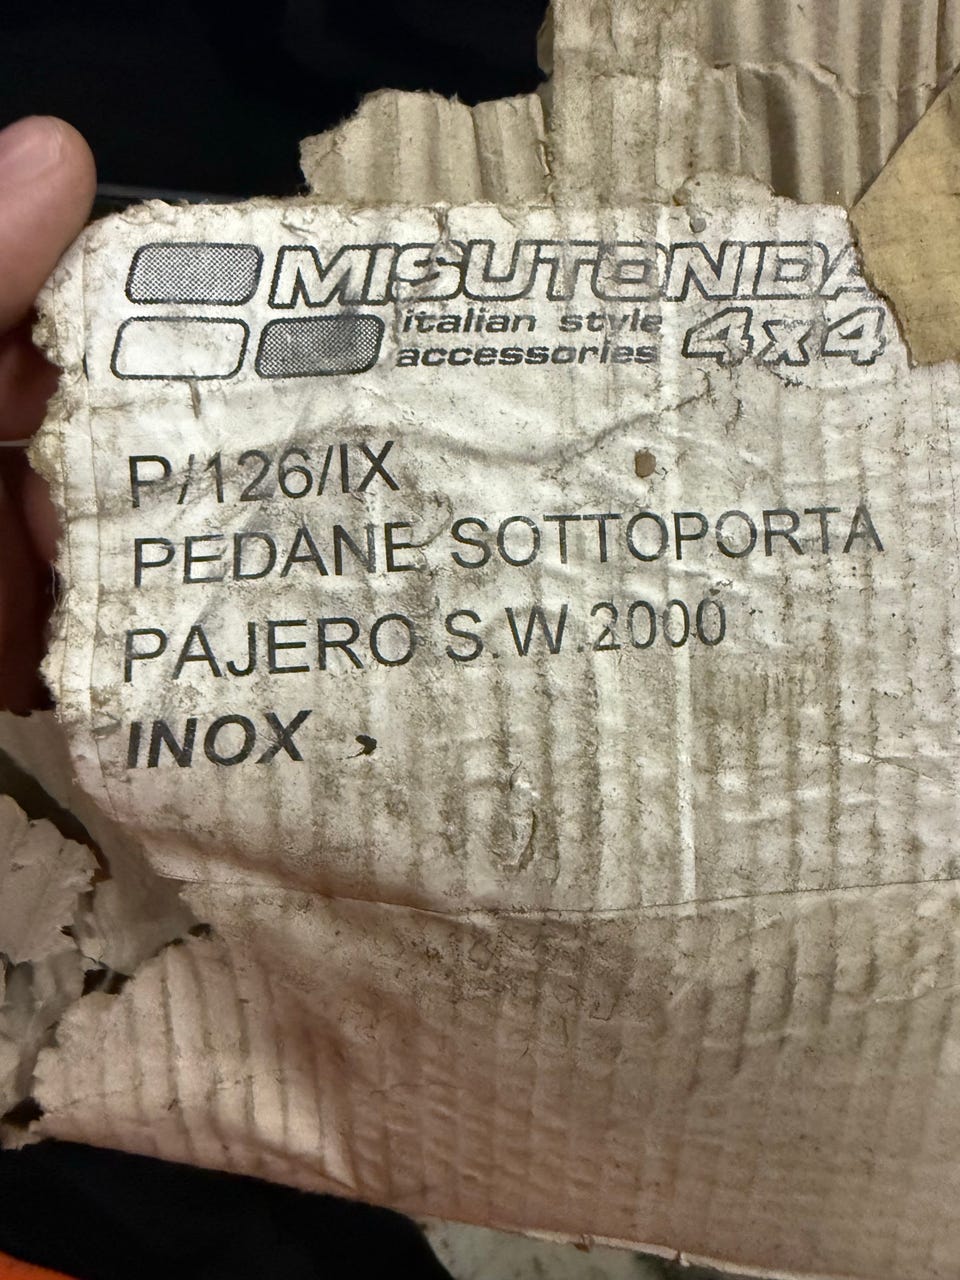 MISUTONIDA
italian style
accessories 4x4
P/126/IX
PEDANE SOTTOPORTA
PAJERO S.W.2000
INOX